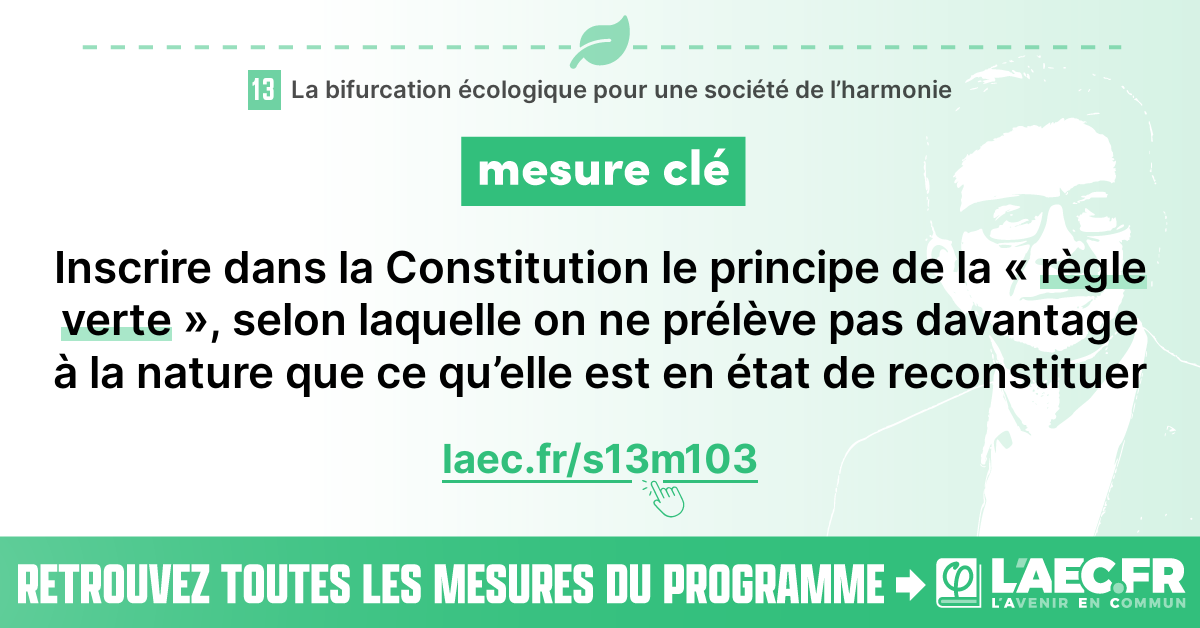 13 La bifurcation écologique pour une société de l’harmonie
mesure clé
Inscrire dans la Constitution le principe de la « règle
verte », selon laquelle on ne prélève pas davantage
à la nature que ce qu’elle est en état de reconstituer
laec.fr/s13m103
RETROUVEZ TOUTES LES MESURES DU PROGRAMME φ L'AEC.FR
L'AVENIR EN COMMUN